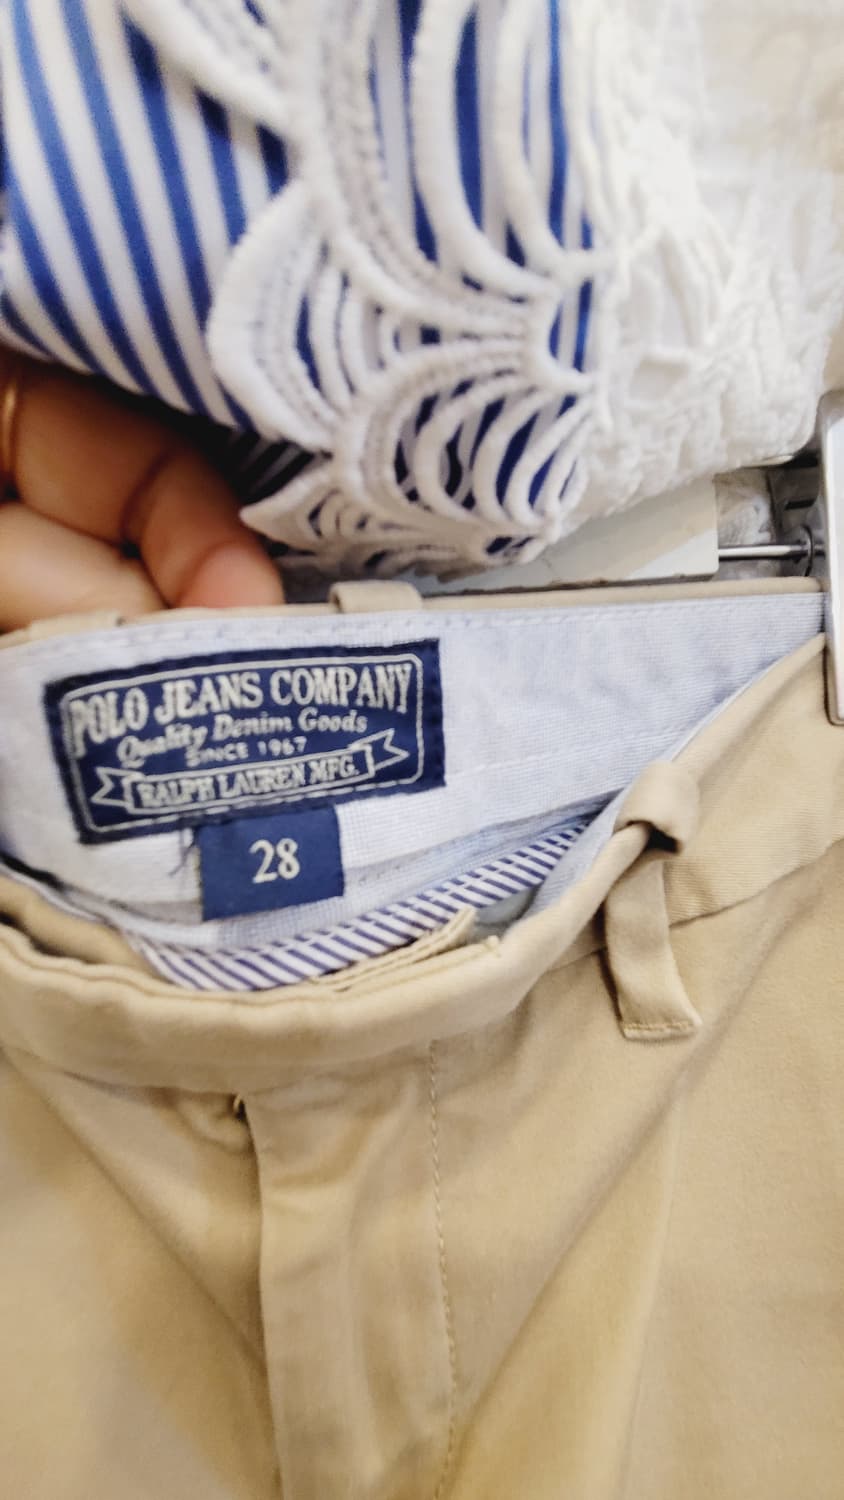 POLO JEANS COMPANY
Quality Denim Goods
SINCE 1967
RALPH LAUREN MFG.
28